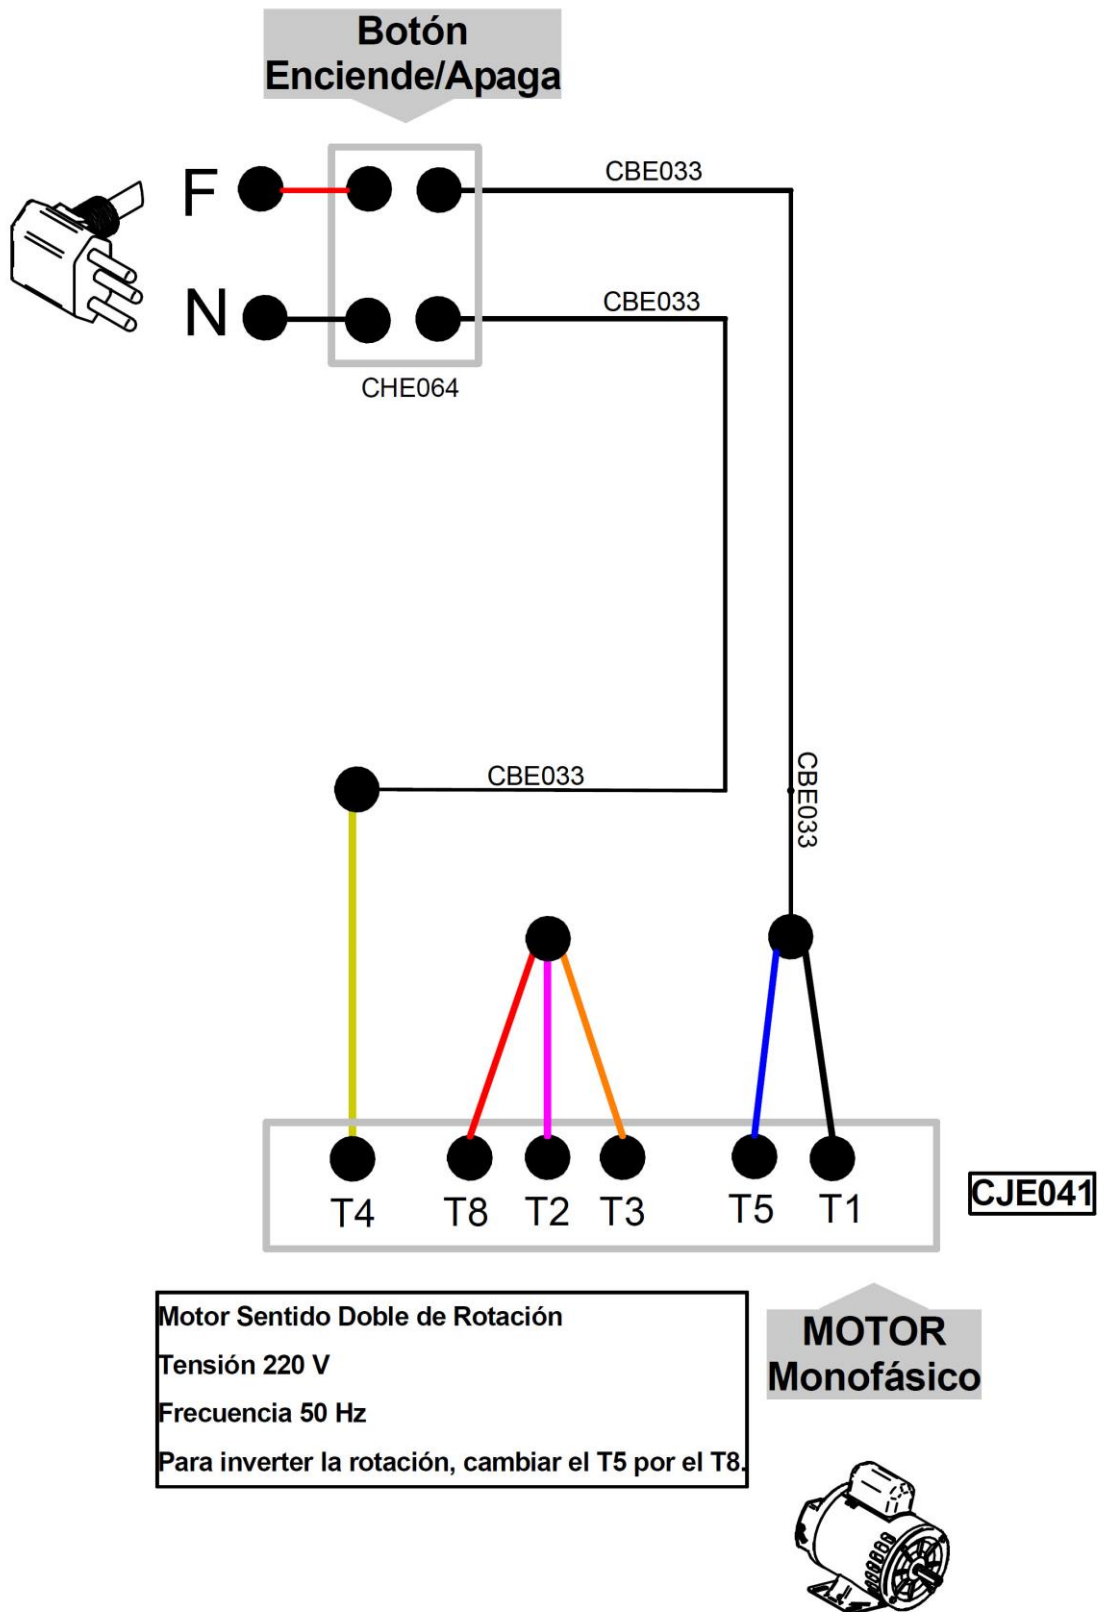 Botón
Enciende/Apaga
F
CBE033
N
CBE033
CHE064
CBE033
CBE033
T4
T8
T2
T3
T5
T1
CJE041
Motor Sentido Doble de Rotación
Tensión 220 V
Frecuencia 50 Hz
Para inverter la rotación, cambiar el T5 por el T8.
MOTOR
Monofásico